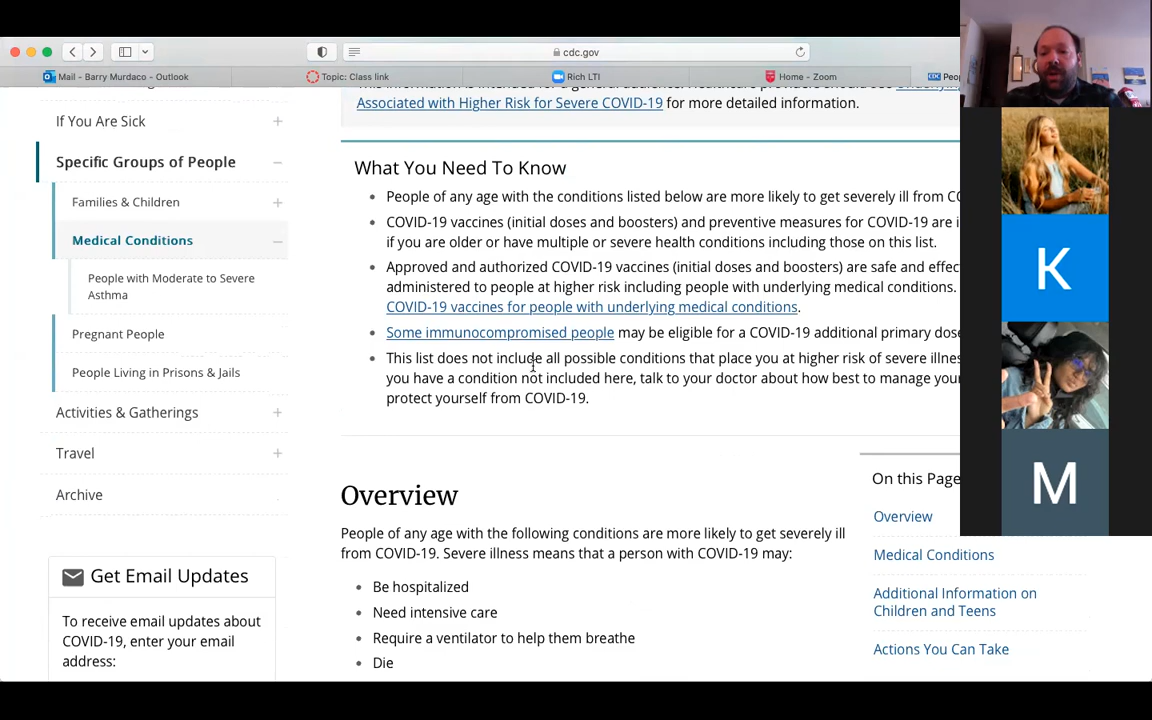 cdc.gov
Mail - Barry Murdaco - Outlook
Topic: Class link
Rich LTI
Home - Zoom
If You Are Sick
Specific Groups of People
Families & Children
Medical Conditions
People with Moderate to Severe
Asthma
Pregnant People
People Living in Prisons & Jails
Activities & Gatherings
Travel
Archive
Get Email Updates
To receive email updates about
COVID-19, enter your email
address:
Associated with Higher Risk for Severe COVID-19 for more detailed information.
What You Need To Know
People of any age with the conditions listed below are more likely to get severely ill from
COVID-19 vaccines (initial doses and boosters) and preventive measures for COVID-19 are
if you are older or have multiple or severe health conditions including those on this list.
Approved and authorized COVID-19 vaccines (initial doses and boosters) are safe and
administered to people at higher risk including people with underlying medical conditions.
COVID-19 vaccines for people with underlying medical conditions.
Some immunocompromised people may be eligible for a COVID-19 additional primary dose
This list does not include all possible conditions that place you at higher risk of severe
you have a condition not included here, talk to your doctor about how best to manage
protect yourself from COVID-19.
Overview
People of any age with the following conditions are more likely to get severely ill
from COVID-19. Severe illness means that a person with COVID-19 may:
Be hospitalized
Need intensive care
Require a ventilator to help them breathe
Die
On this Page
Overview
Medical Conditions
Additional Information on
Children and Teens
Actions You Can Take
K
M